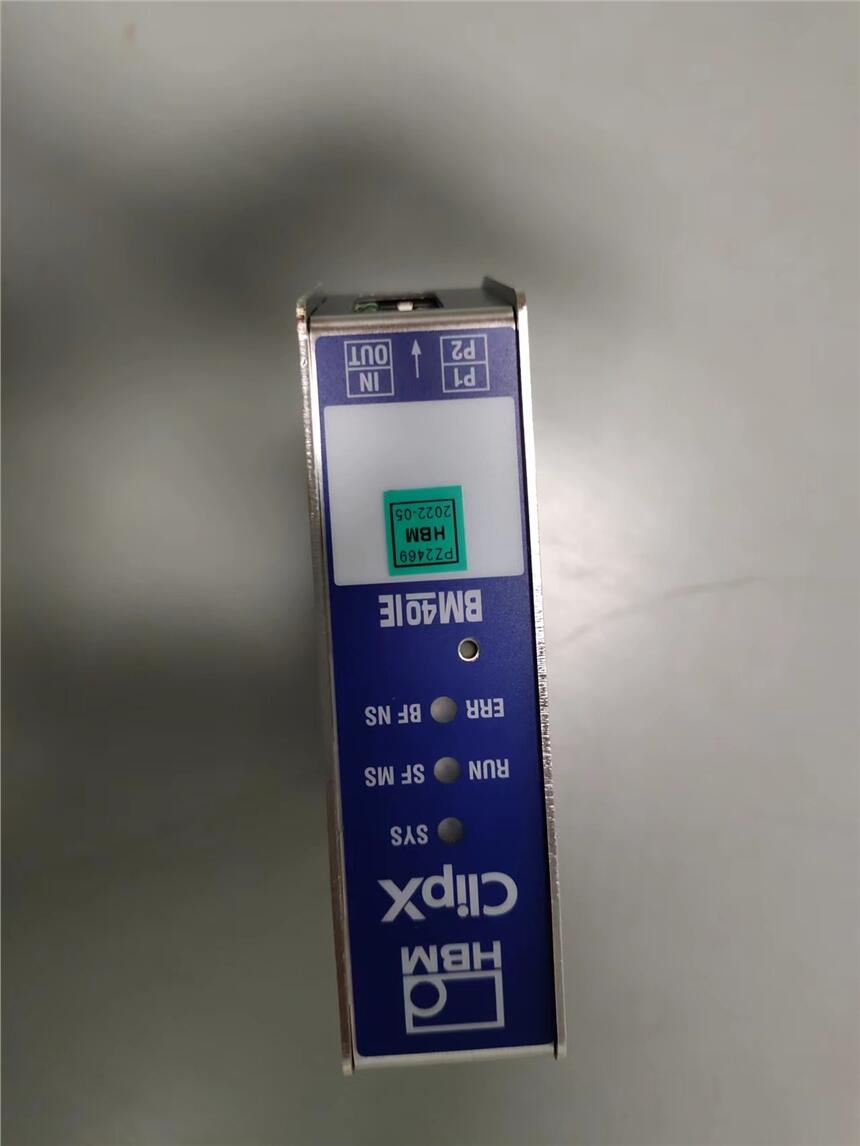 HBM
ClipX
SYS
RUN SF MS
ERR BF NS
BM40IE
PZ2469
HBM
2022-05
P1 IN
P2 OUT